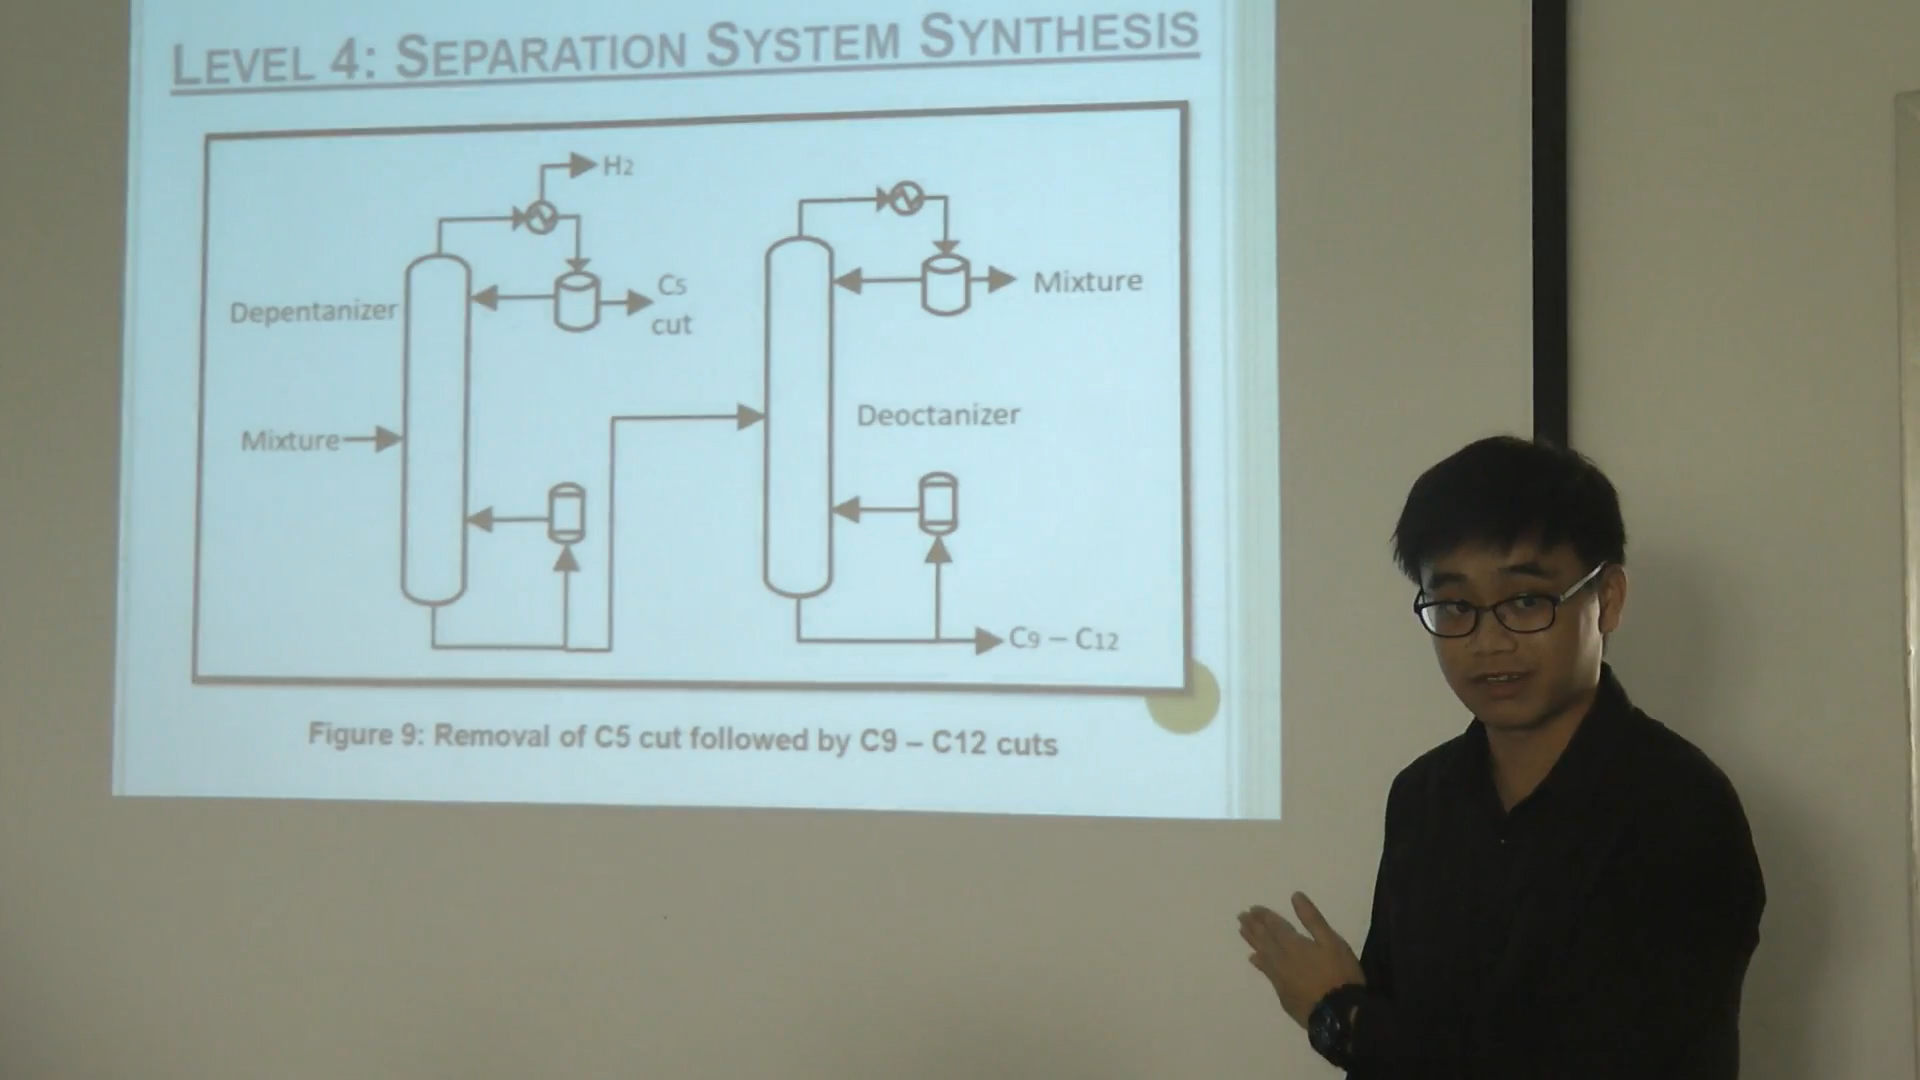 LEVEL 4: SEPARATION SYSTEM SYNTHESIS
H2
Depentanizer
C5
cut
Mixture
Mixture
Deoctanizer
C9 – C12
Figure 9: Removal of C5 cut followed by C9 – C12 cuts